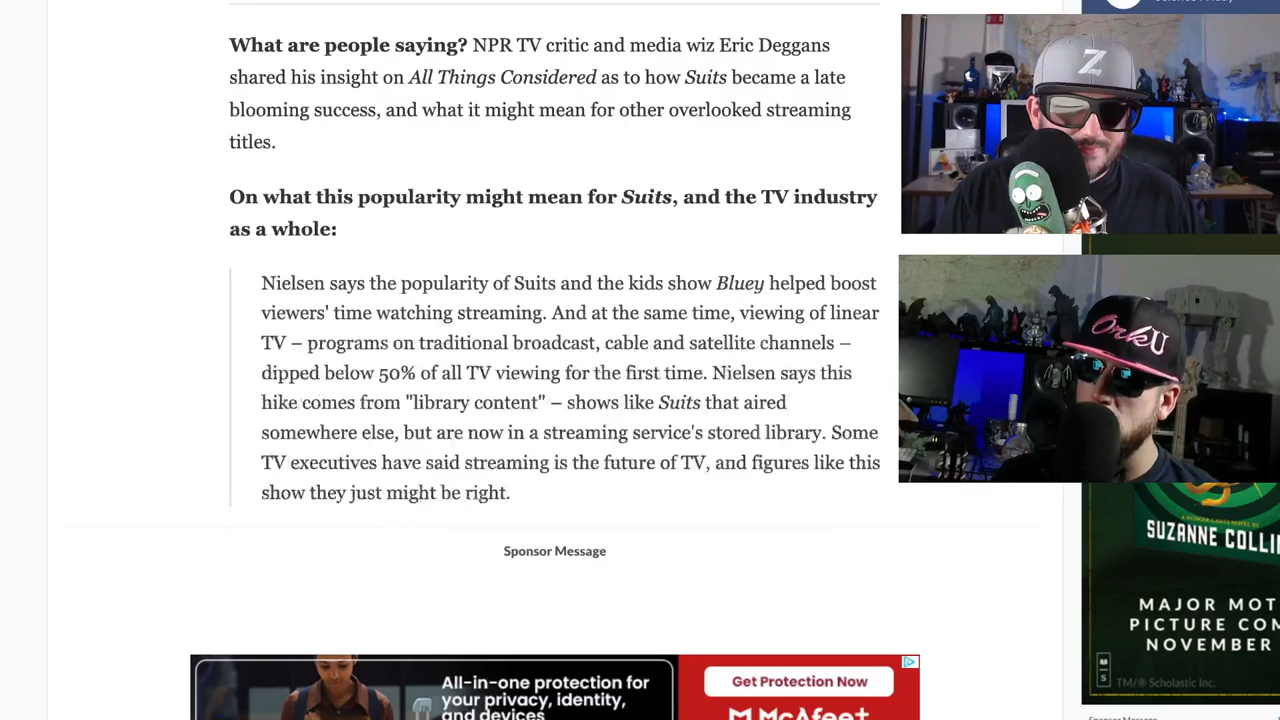 What are people saying? NPR TV critic and media wiz Eric Deggans
shared his insight on All Things Considered as to how Suits became a late
blooming success, and what it might mean for other overlooked streaming
titles.
On what this popularity might mean for Suits, and the TV industry
as a whole:
Nielsen says the popularity of Suits and the kids show Bluey helped boost
viewers' time watching streaming. And at the same time, viewing of linear
TV – programs on traditional broadcast, cable and satellite channels –
dipped below 50% of all TV viewing for the first time. Nielsen says this
hike comes from "library content" – shows like Suits that aired
somewhere else, but are now in a streaming service's stored library. Some
TV executives have said streaming is the future of TV, and figures like this
show they just might be right.
Sponsor Message
All-in-one protection for
your privacy, identity,
and devices
Get Protection Now
McAfee
Z
OnkU
SUZANNE COLLI
MAJOR MOT
PICTURE COM
NOVEMBER
TM/® Scholastic Inc.